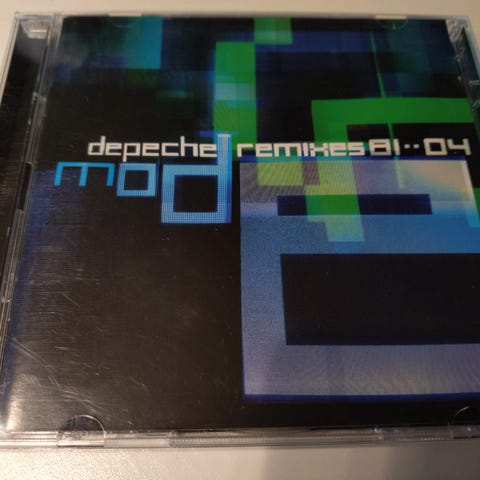 depeche remixes 81··04
mode